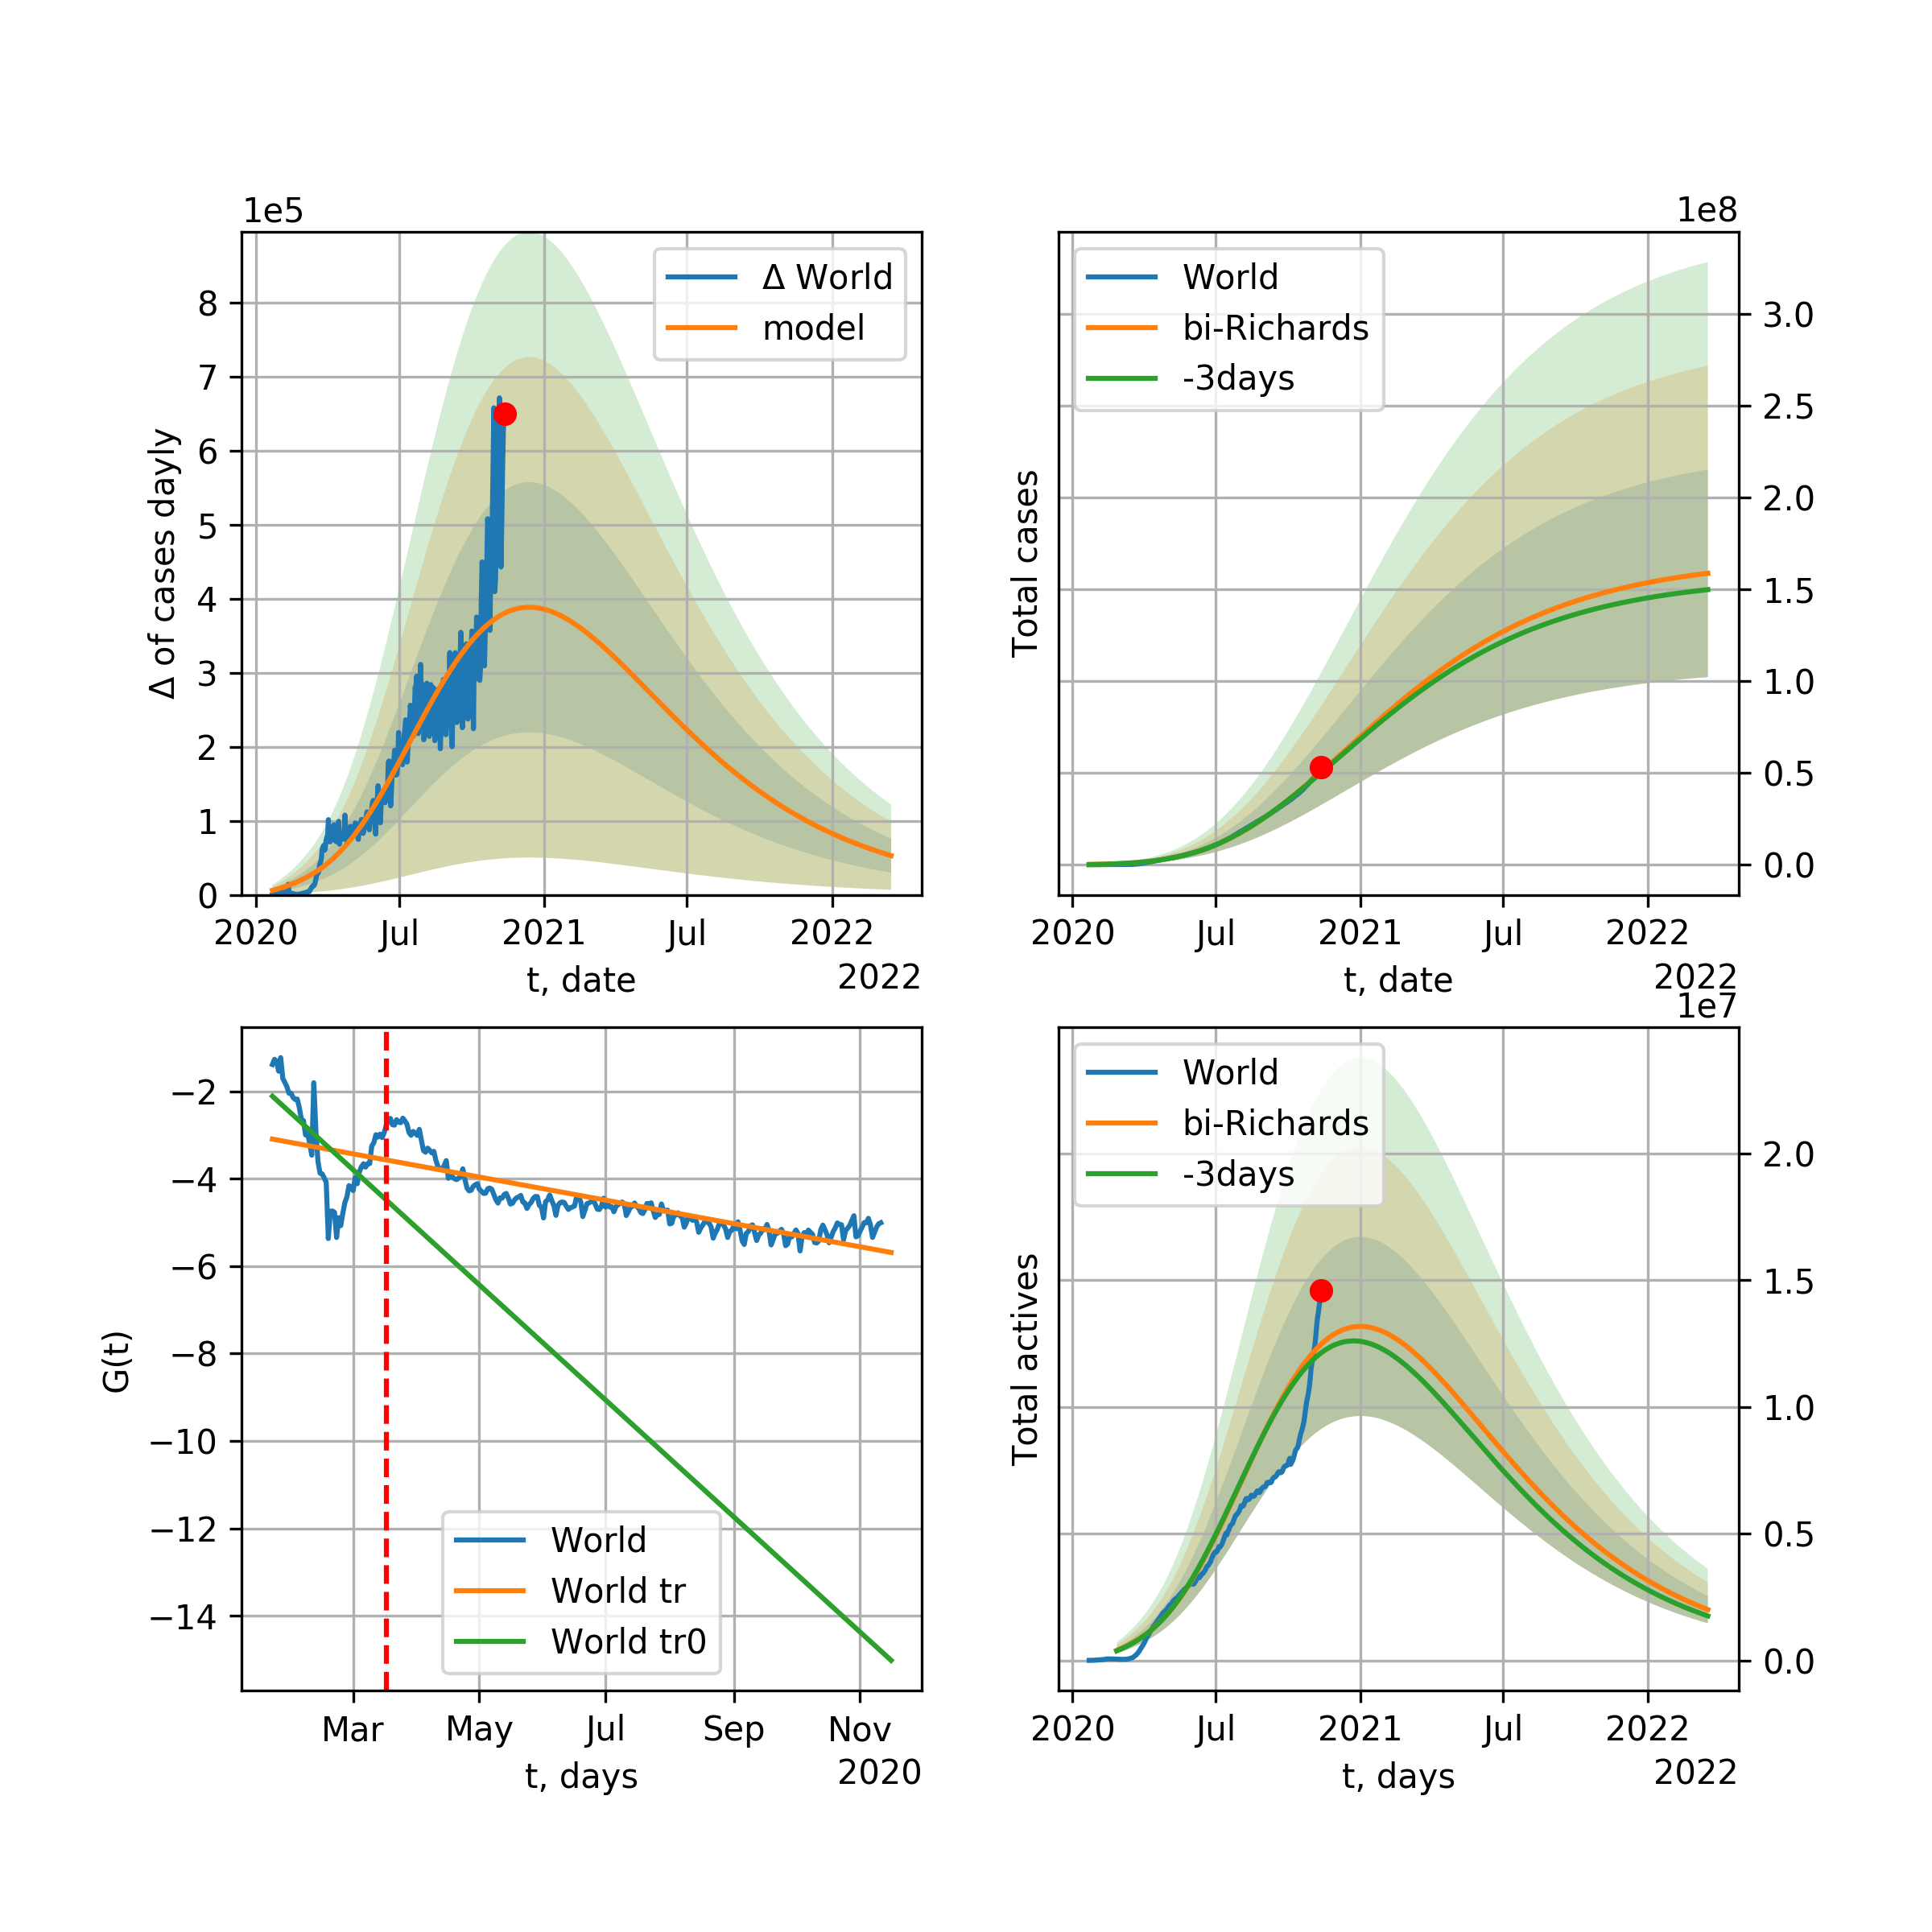 1e5
Δ of cases dayly
8
7
6
5
4
3
2
1
0
Δ World
model
2020 Jul 2021 Jul 2022
t, date
2022
1e8
Total cases
World
bi-Richards
-3days
3.0
2.5
2.0
1.5
1.0
0.5
0.0
2020 Jul 2021 Jul 2022
t, date
2022
G(t)
−2
−4
−6
−8
−10
−12
−14
World
World tr
World tr0
Mar May Jul Sep Nov
t, days
2020
1e7
Total actives
World
bi-Richards
-3days
2.0
1.5
1.0
0.5
0.0
2020 Jul 2021 Jul 2022
t, days
2022